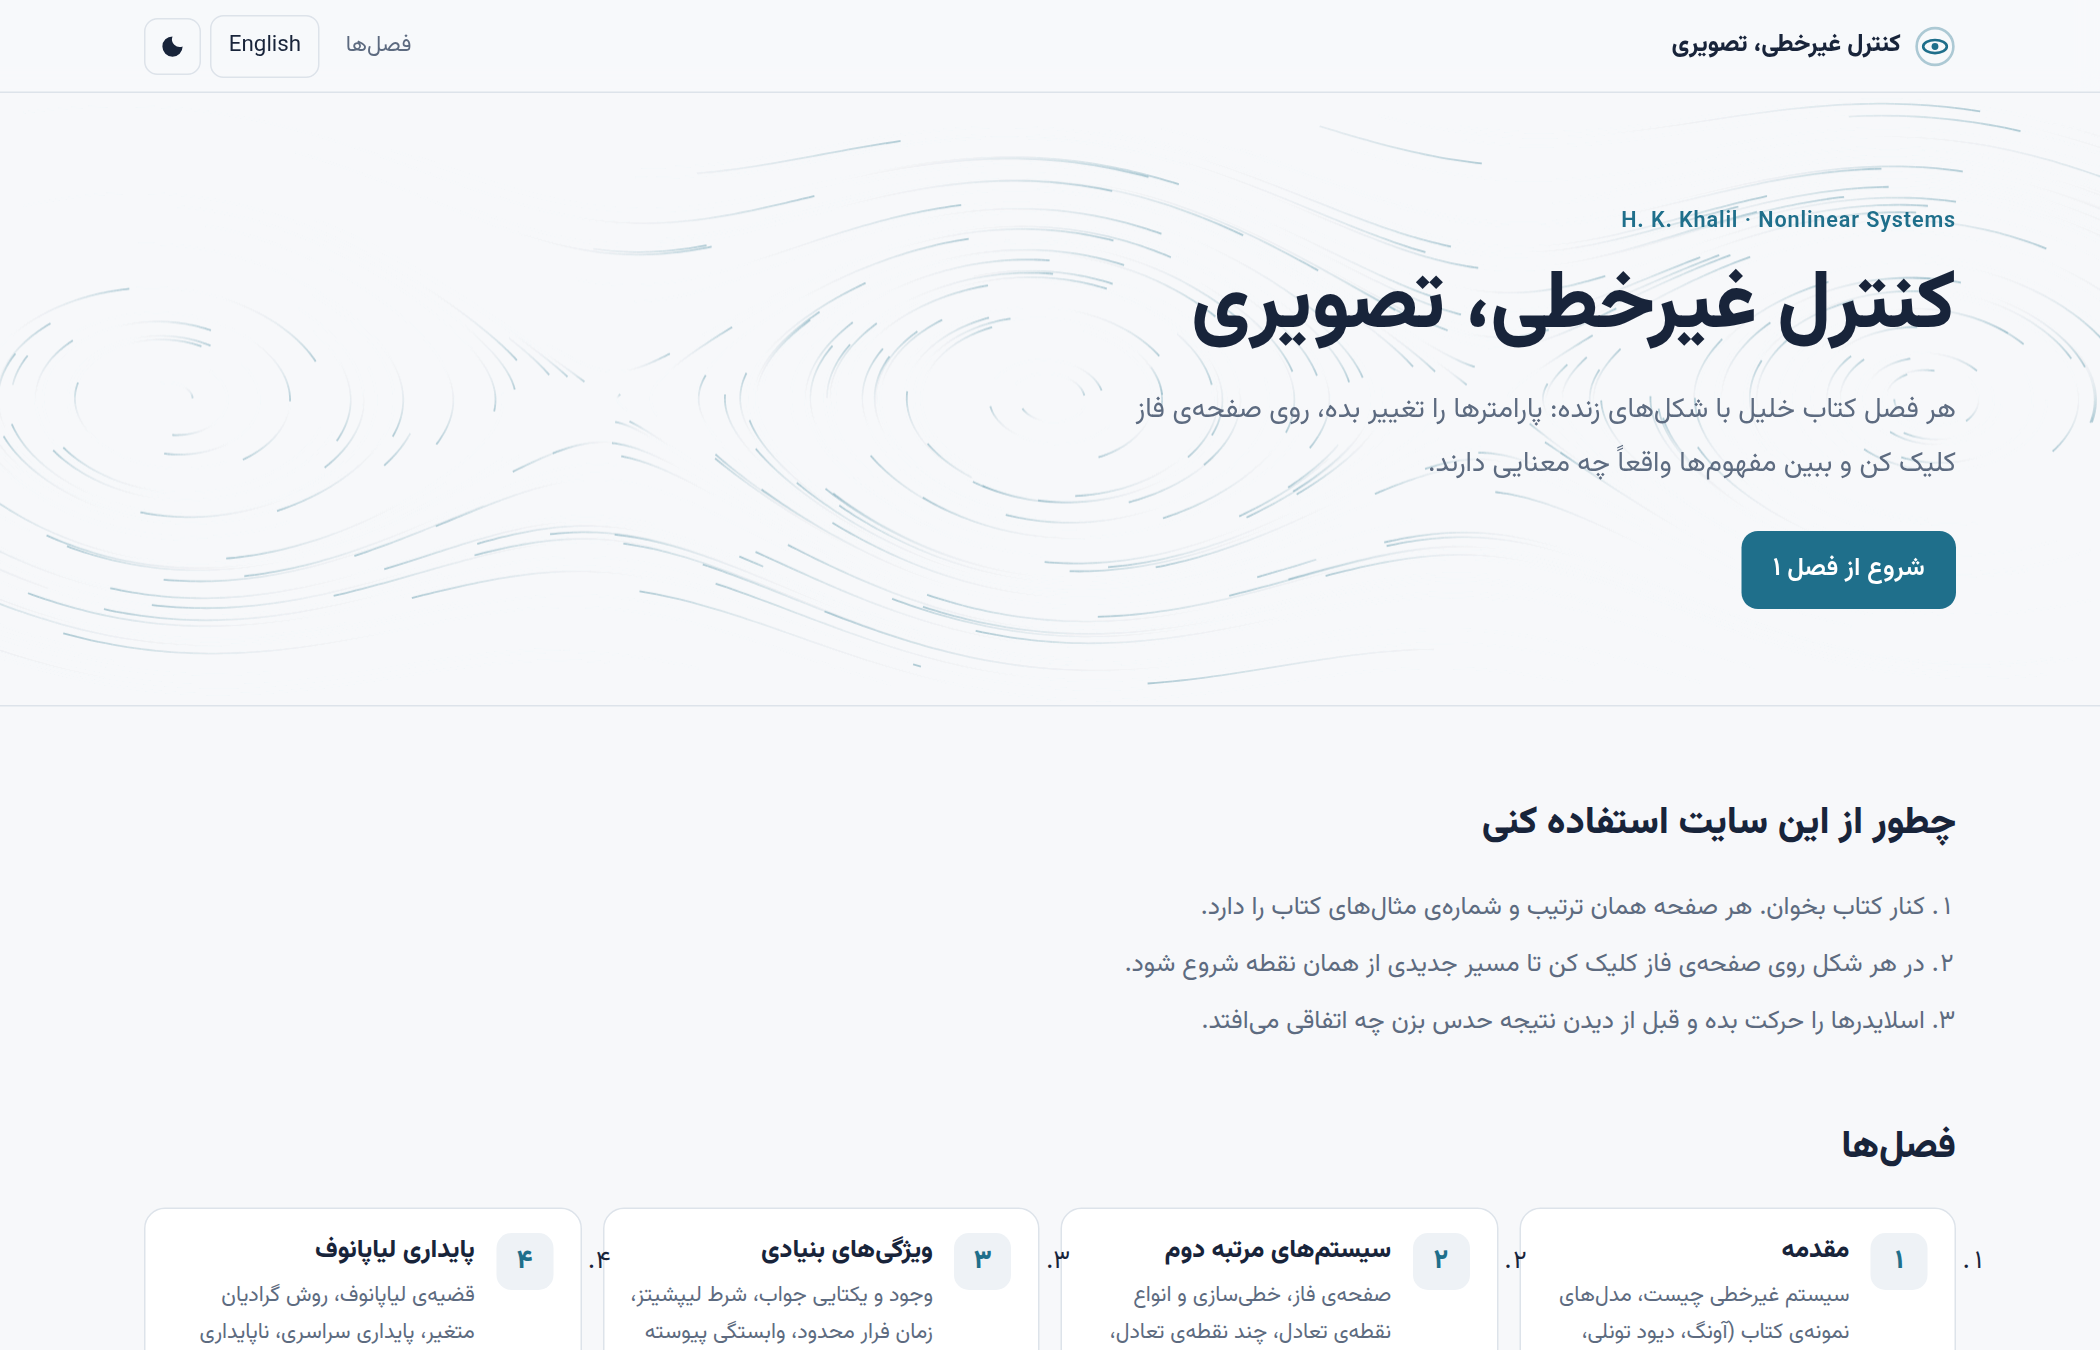 کنترل غیرخطی، تصویری
فصل‌ها
English
H. K. Khalil · Nonlinear Systems
کنترل غیرخطی، تصویری
هر فصل کتاب خلیل با شکل‌های زنده: پارامترها را تغییر بده، روی صفحه‌ی فاز
کلیک کن و ببین مفهوم‌ها واقعاً چه معنایی دارند.
شروع از فصل ۱
چطور از این سایت استفاده کنی
۱. کنار کتاب بخوان. هر صفحه همان ترتیب و شماره‌ی مثال‌های کتاب را دارد.
۲. در هر شکل روی صفحه‌ی فاز کلیک کن تا مسیر جدیدی از همان نقطه شروع شود.
۳. اسلایدرها را حرکت بده و قبل از دیدن نتیجه حدس بزن چه اتفاقی می‌افتد.
فصل‌ها
۱.
۱
مقدمه
سیستم غیرخطی چیست، مدل‌های
نمونه‌ی کتاب (آونگ، دیود تونلی،
۲.
۲
سیستم‌های مرتبه دوم
صفحه‌ی فاز، خطی‌سازی و انواع
نقطه‌ی تعادل، چند نقطه‌ی تعادل،
۳.
۳
ویژگی‌های بنیادی
وجود و یکتایی جواب، شرط لیپشیتز،
زمان فرار محدود، وابستگی پیوسته
۴.
۴
پایداری لیاپانوف
قضیه‌ی لیاپانوف، روش گرادیان
متغیر، پایداری سراسری، ناپایداری